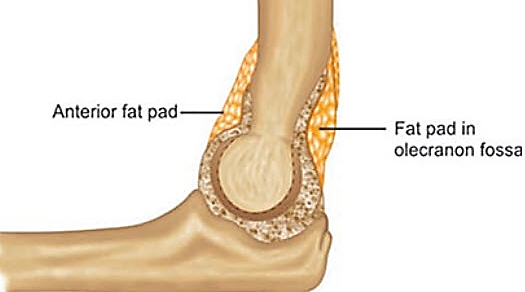 Anterior fat pad
Fat pad in
olecranon fossa